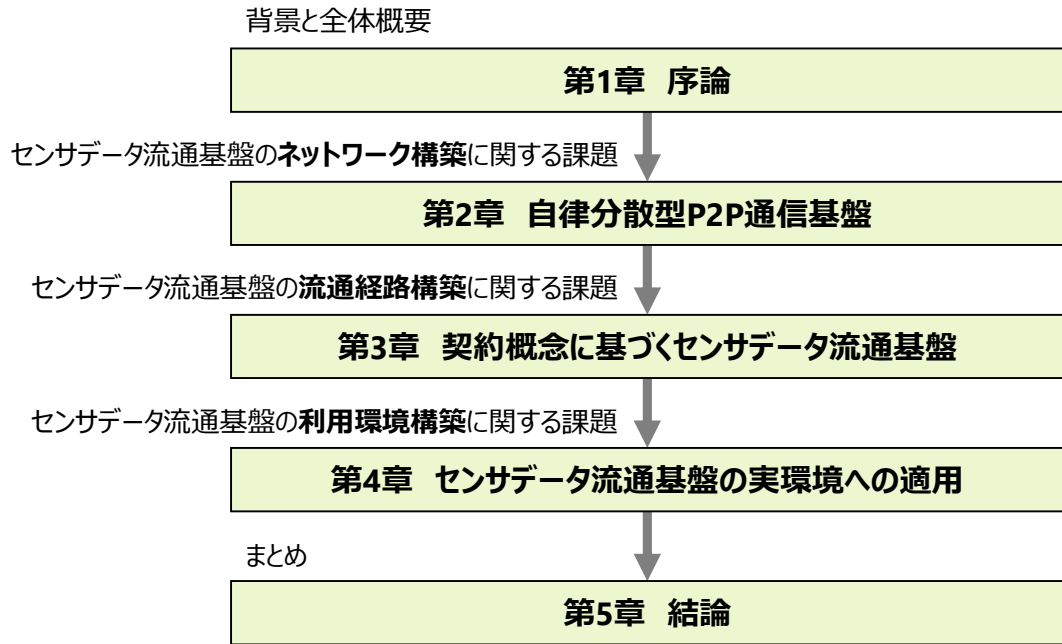 背景と全体概要
第1章 序論
センサデータ流通基盤のネットワーク構築に関する課題
第2章 自律分散型P2P通信基盤
センサデータ流通基盤の流通経路構築に関する課題
第3章 契約概念に基づくセンサデータ流通基盤
センサデータ流通基盤の利用環境構築に関する課題
第4章 センサデータ流通基盤の実環境への適用
まとめ
第5章 結論